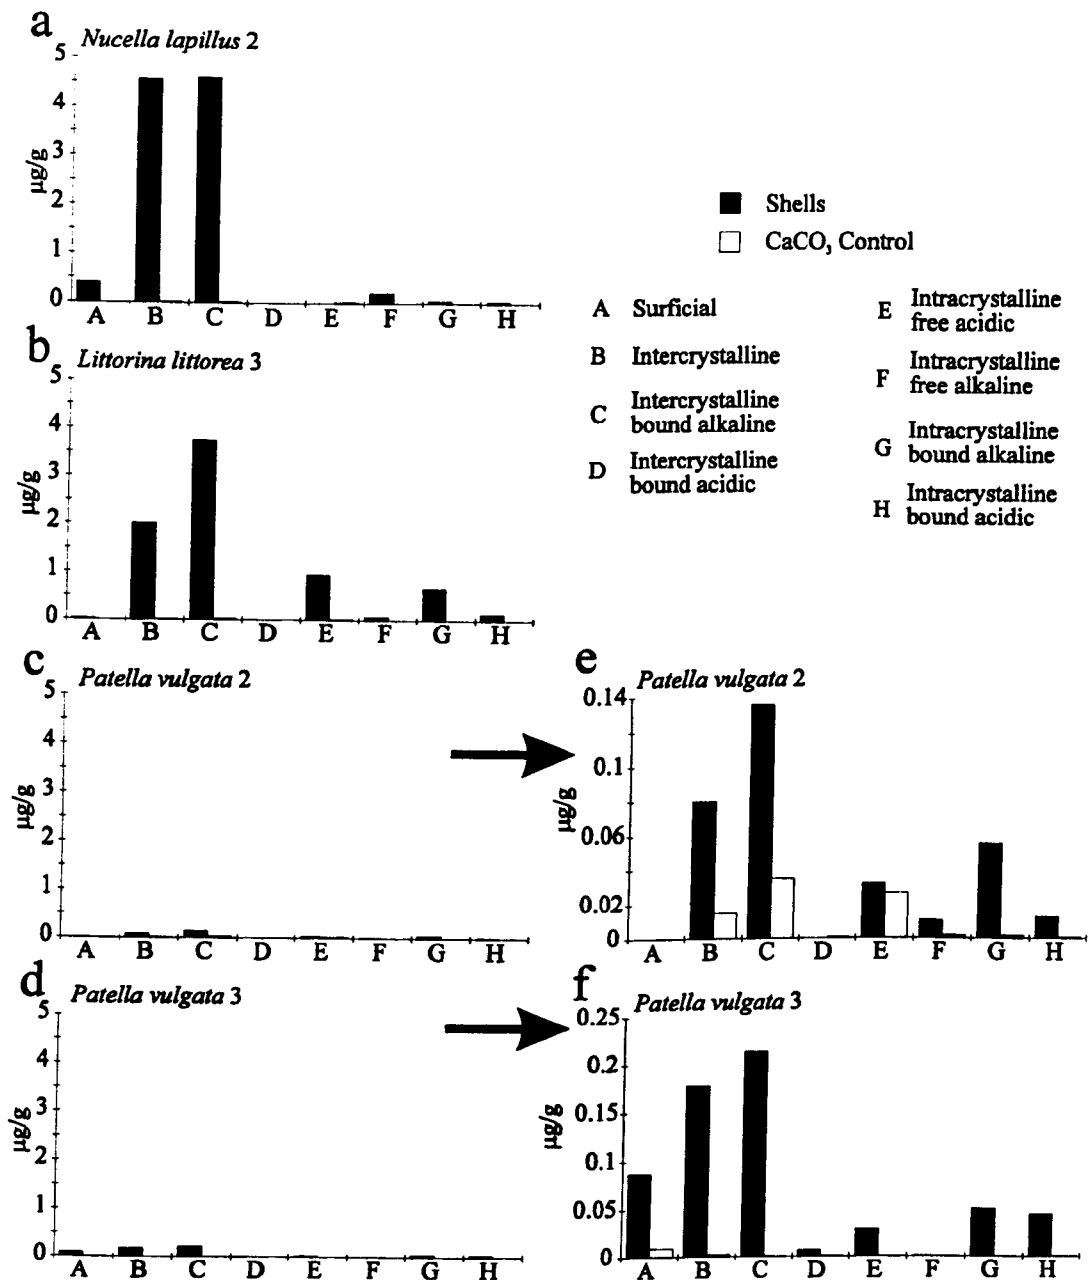 a
Nucella lapillus 2
5
4
3
2
1
0
µg/g
A B C D E F G H
Shells
CaCO, Control
A Surficial
B Intercrystalline
C Intercrystalline
bound alkaline
D Intercrystalline
bound acidic
E Intracrystalline
free acidic
F Intracrystalline
free alkaline
G Intracrystalline
bound alkaline
H Intracrystalline
bound acidic
b
Littorina littorea 3
5
4
3
2
1
0
µg/g
A B C D E F G H
c
Patella vulgata 2
5
4
3
2
1
0
µg/g
A B C D E F G H
e
Patella vulgata 2
0.14
0.1
0.06
0.02
0
µg/g
A B C D E F G H
d
Patella vulgata 3
5
4
3
2
1
0
µg/g
A B C D E F G H
f
Patella vulgata 3
0.25
0.2
0.15
0.1
0.05
0
µg/g
A B C D E F G H